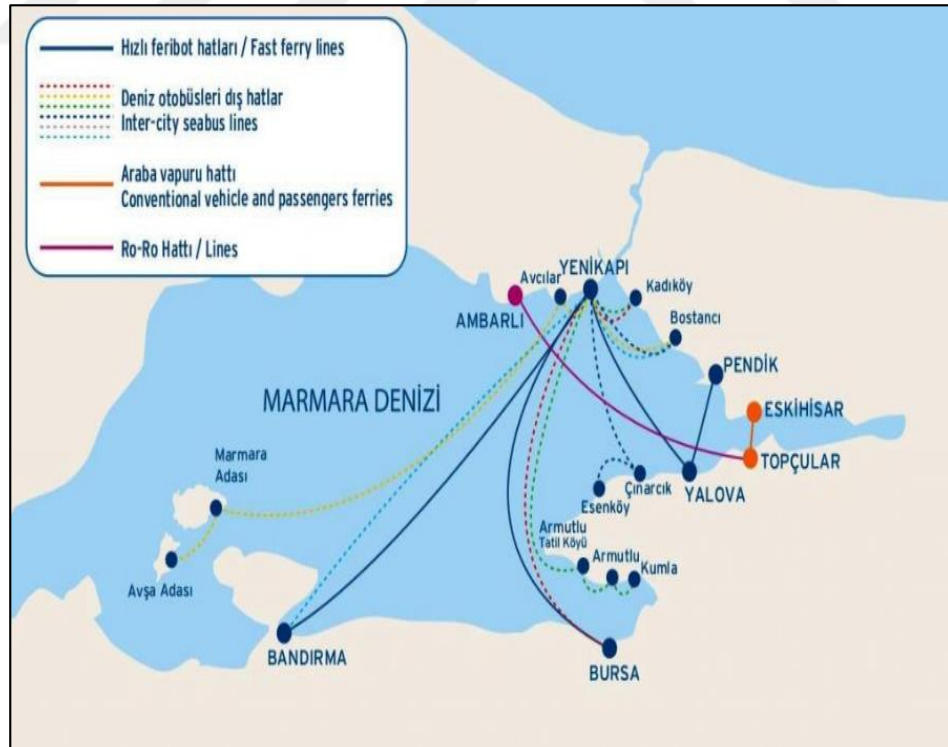 Hızlı feribot hatları / Fast ferry lines
Deniz otobüsleri dış hatlar
Inter-city seabus lines
Araba vapuru hattı
Conventional vehicle and passengers ferries
Ro-Ro Hattı / Lines
YENİKAPI
Avcılar
Kadıköy
AMBARLI
Bostancı
PENDİK
MARMARA DENİZİ
ESKİHİSAR
TOPÇULAR
Marmara
Adası
Çınarcık
YALOVA
Esenköy
Armutlu
Tatil Köyü
Armutlu
Kumla
Avşa Adası
BANDIRMA
BURSA